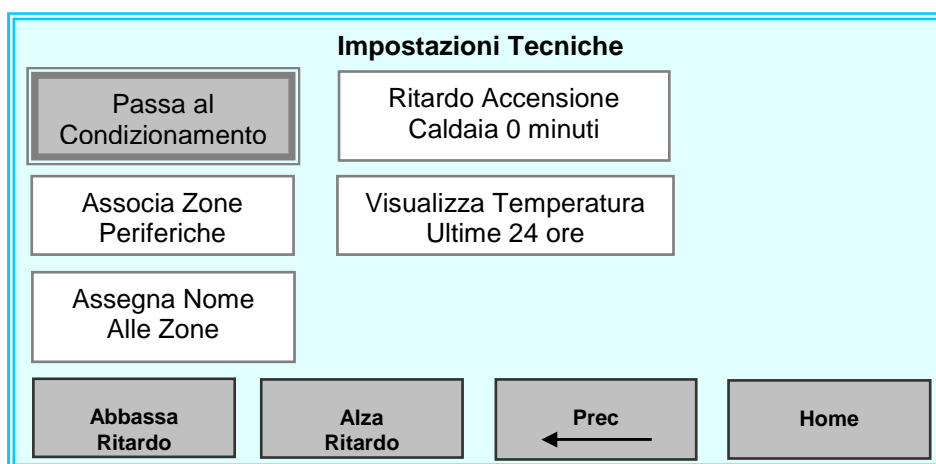 Impostazioni Tecniche
Passa al
Condizionamento
Ritardo Accensione
Caldaia 0 minuti
Associa Zone
Periferiche
Visualizza Temperatura
Ultime 24 ore
Assegna Nome
Alle Zone
Abbassa
Ritardo
Alza
Ritardo
Prec
Home